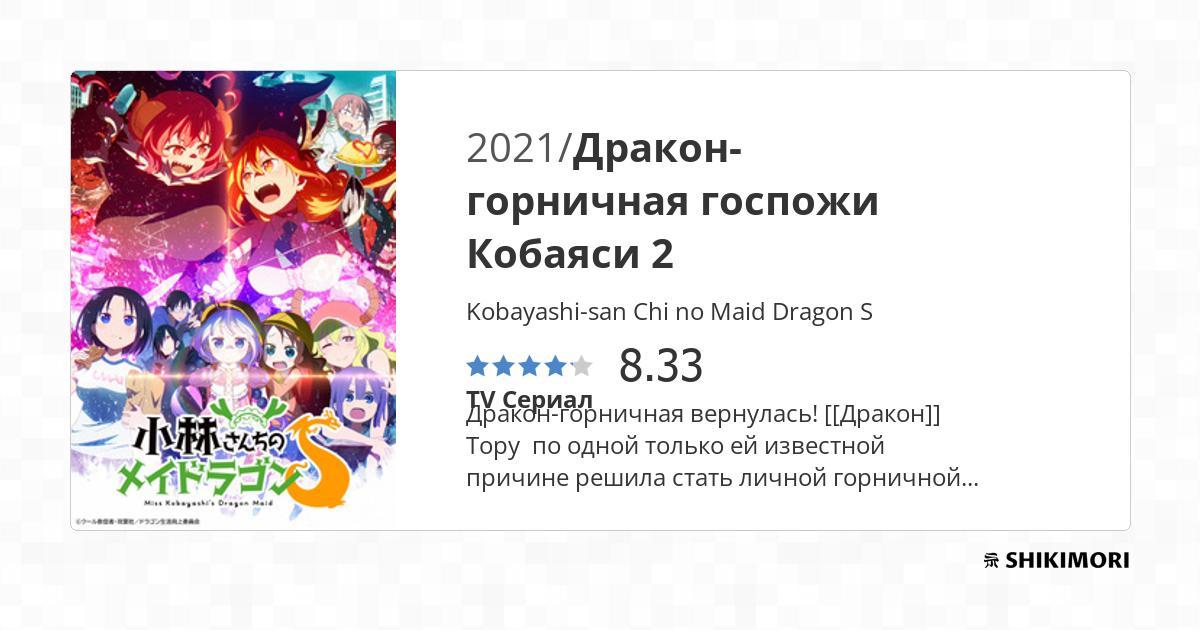 2021/Дракон-
горничная госпожи
Кобаяси 2
Kobayashi-san Chi no Maid Dragon S
8.33
TV Сериал
Дракон-горничная вернулась! [[Дракон]]
Тору  по одной только ей известной
причине решила стать личной горничной...
小林さんちの
メイドラゴンS
Miss Kobayashi's Dragon Maid
©クール教信者・双葉社/ドラゴン生活向上委員会
SHIKIMORI